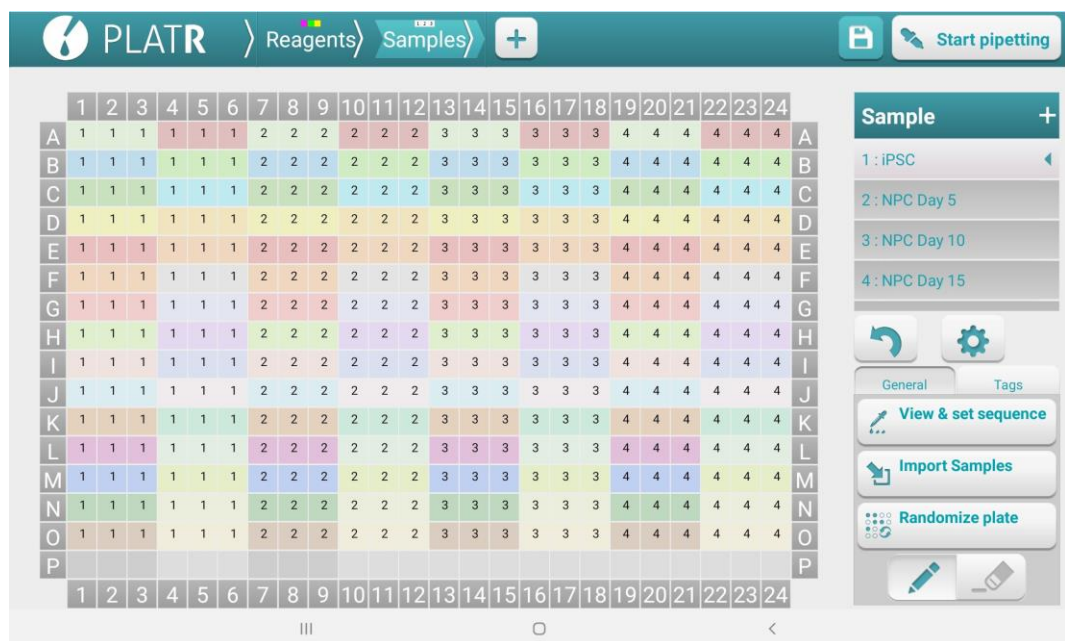 PLATR Reagents Samples + Start pipetting
1 2 3 4 5 6 7 8 9 10 11 12 13 14 15 16 17 18 19 20 21 22 23 24
A 1 1 1 1 1 1 2 2 2 2 2 2 3 3 3 3 3 3 4 4 4 4 4 4 A
B 1 1 1 1 1 1 2 2 2 2 2 2 3 3 3 3 3 3 4 4 4 4 4 4 B
C 1 1 1 1 1 1 2 2 2 2 2 2 3 3 3 3 3 3 4 4 4 4 4 4 C
D 1 1 1 1 1 1 2 2 2 2 2 2 3 3 3 3 3 3 4 4 4 4 4 4 D
E 1 1 1 1 1 1 2 2 2 2 2 2 3 3 3 3 3 3 4 4 4 4 4 4 E
F 1 1 1 1 1 1 2 2 2 2 2 2 3 3 3 3 3 3 4 4 4 4 4 4 F
G 1 1 1 1 1 1 2 2 2 2 2 2 3 3 3 3 3 3 4 4 4 4 4 4 G
H 1 1 1 1 1 1 2 2 2 2 2 2 3 3 3 3 3 3 4 4 4 4 4 4 H
I 1 1 1 1 1 1 2 2 2 2 2 2 3 3 3 3 3 3 4 4 4 4 4 4 I
J 1 1 1 1 1 1 2 2 2 2 2 2 3 3 3 3 3 3 4 4 4 4 4 4 J
K 1 1 1 1 1 1 2 2 2 2 2 2 3 3 3 3 3 3 4 4 4 4 4 4 K
L 1 1 1 1 1 1 2 2 2 2 2 2 3 3 3 3 3 3 4 4 4 4 4 4 L
M 1 1 1 1 1 1 2 2 2 2 2 2 3 3 3 3 3 3 4 4 4 4 4 4 M
N 1 1 1 1 1 1 2 2 2 2 2 2 3 3 3 3 3 3 4 4 4 4 4 4 N
O 1 1 1 1 1 1 2 2 2 2 2 2 3 3 3 3 3 3 4 4 4 4 4 4 O
P P
1 2 3 4 5 6 7 8 9 10 11 12 13 14 15 16 17 18 19 20 21 22 23 24
Sample +
1 : iPSC
2 : NPC Day 5
3 : NPC Day 10
4 : NPC Day 15
General Tags
View & set sequence
Import Samples
Randomize plate